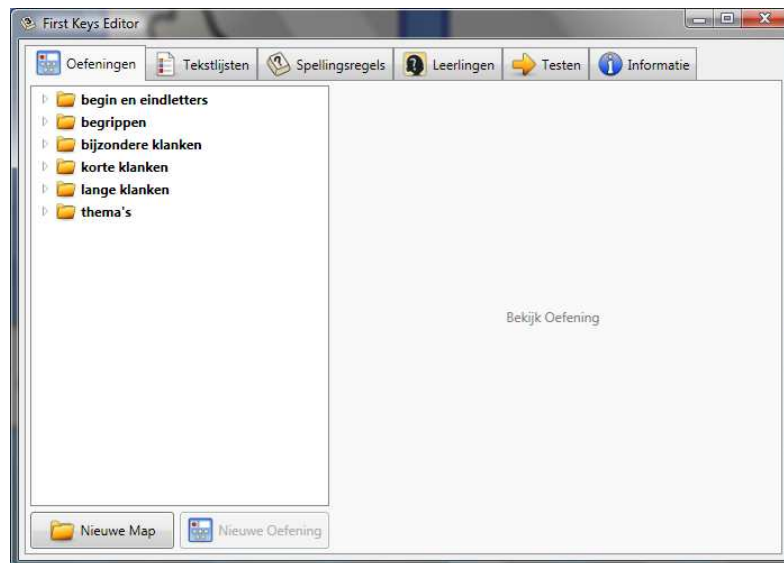 First Keys Editor
Oefeningen Tekstlijsten Spellingsregels Leerlingen Testen Informatie
begin en eindletters
begrippen
bijzondere klanken
korte klanken
lange klanken
thema's
Bekijk Oefening
Nieuwe Map Nieuwe Oefening